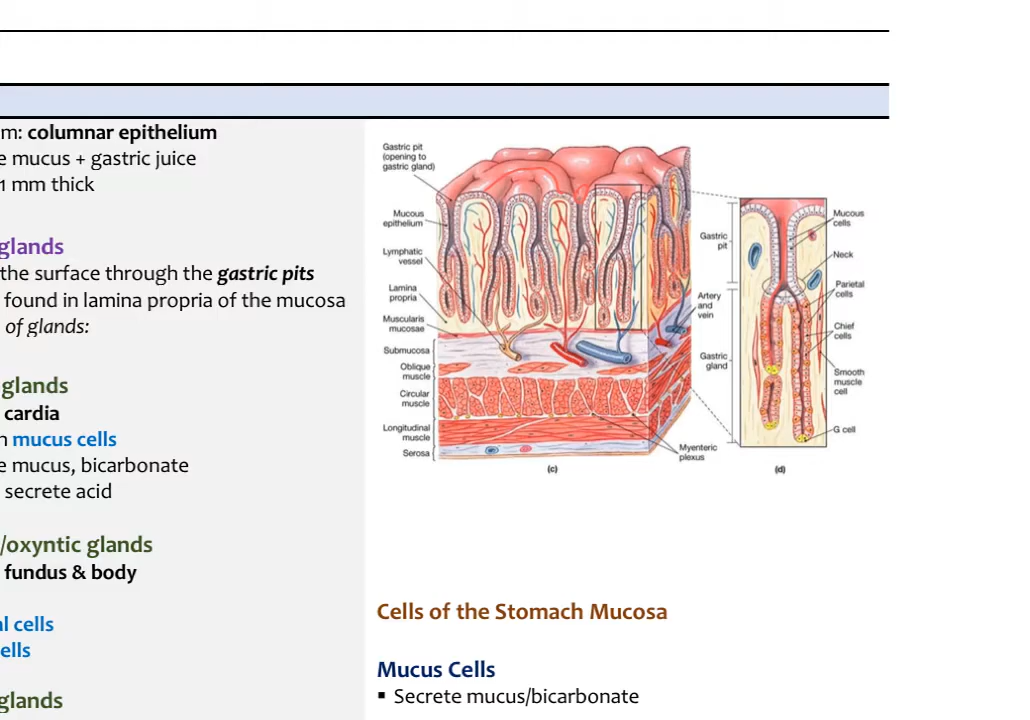 m: columnar epithelium
e mucus + gastric juice
1 mm thick
glands
the surface through the gastric pits
found in lamina propria of the mucosa
of glands:
glands
cardia
n mucus cells
e mucus, bicarbonate
secrete acid
/oxyntic glands
fundus & body
al cells
ells
glands
Gastric pit
(opening to
gastric gland)
Mucous
epithelium
Lymphatic
vessel
Lamina
propria
Muscularis
mucosae
Submucosa
Oblique
muscle
Circular
muscle
Longitudinal
muscle
Serosa
Artery
and
vein
Myenteric
plexus
(c)
Gastric
pit
Gastric
gland
Mucous
cells
Neck
Parietal
cells
Chief
cells
Smooth
muscle
cell
G cell
(d)
Cells of the Stomach Mucosa
Mucus Cells
▪ Secrete mucus/bicarbonate